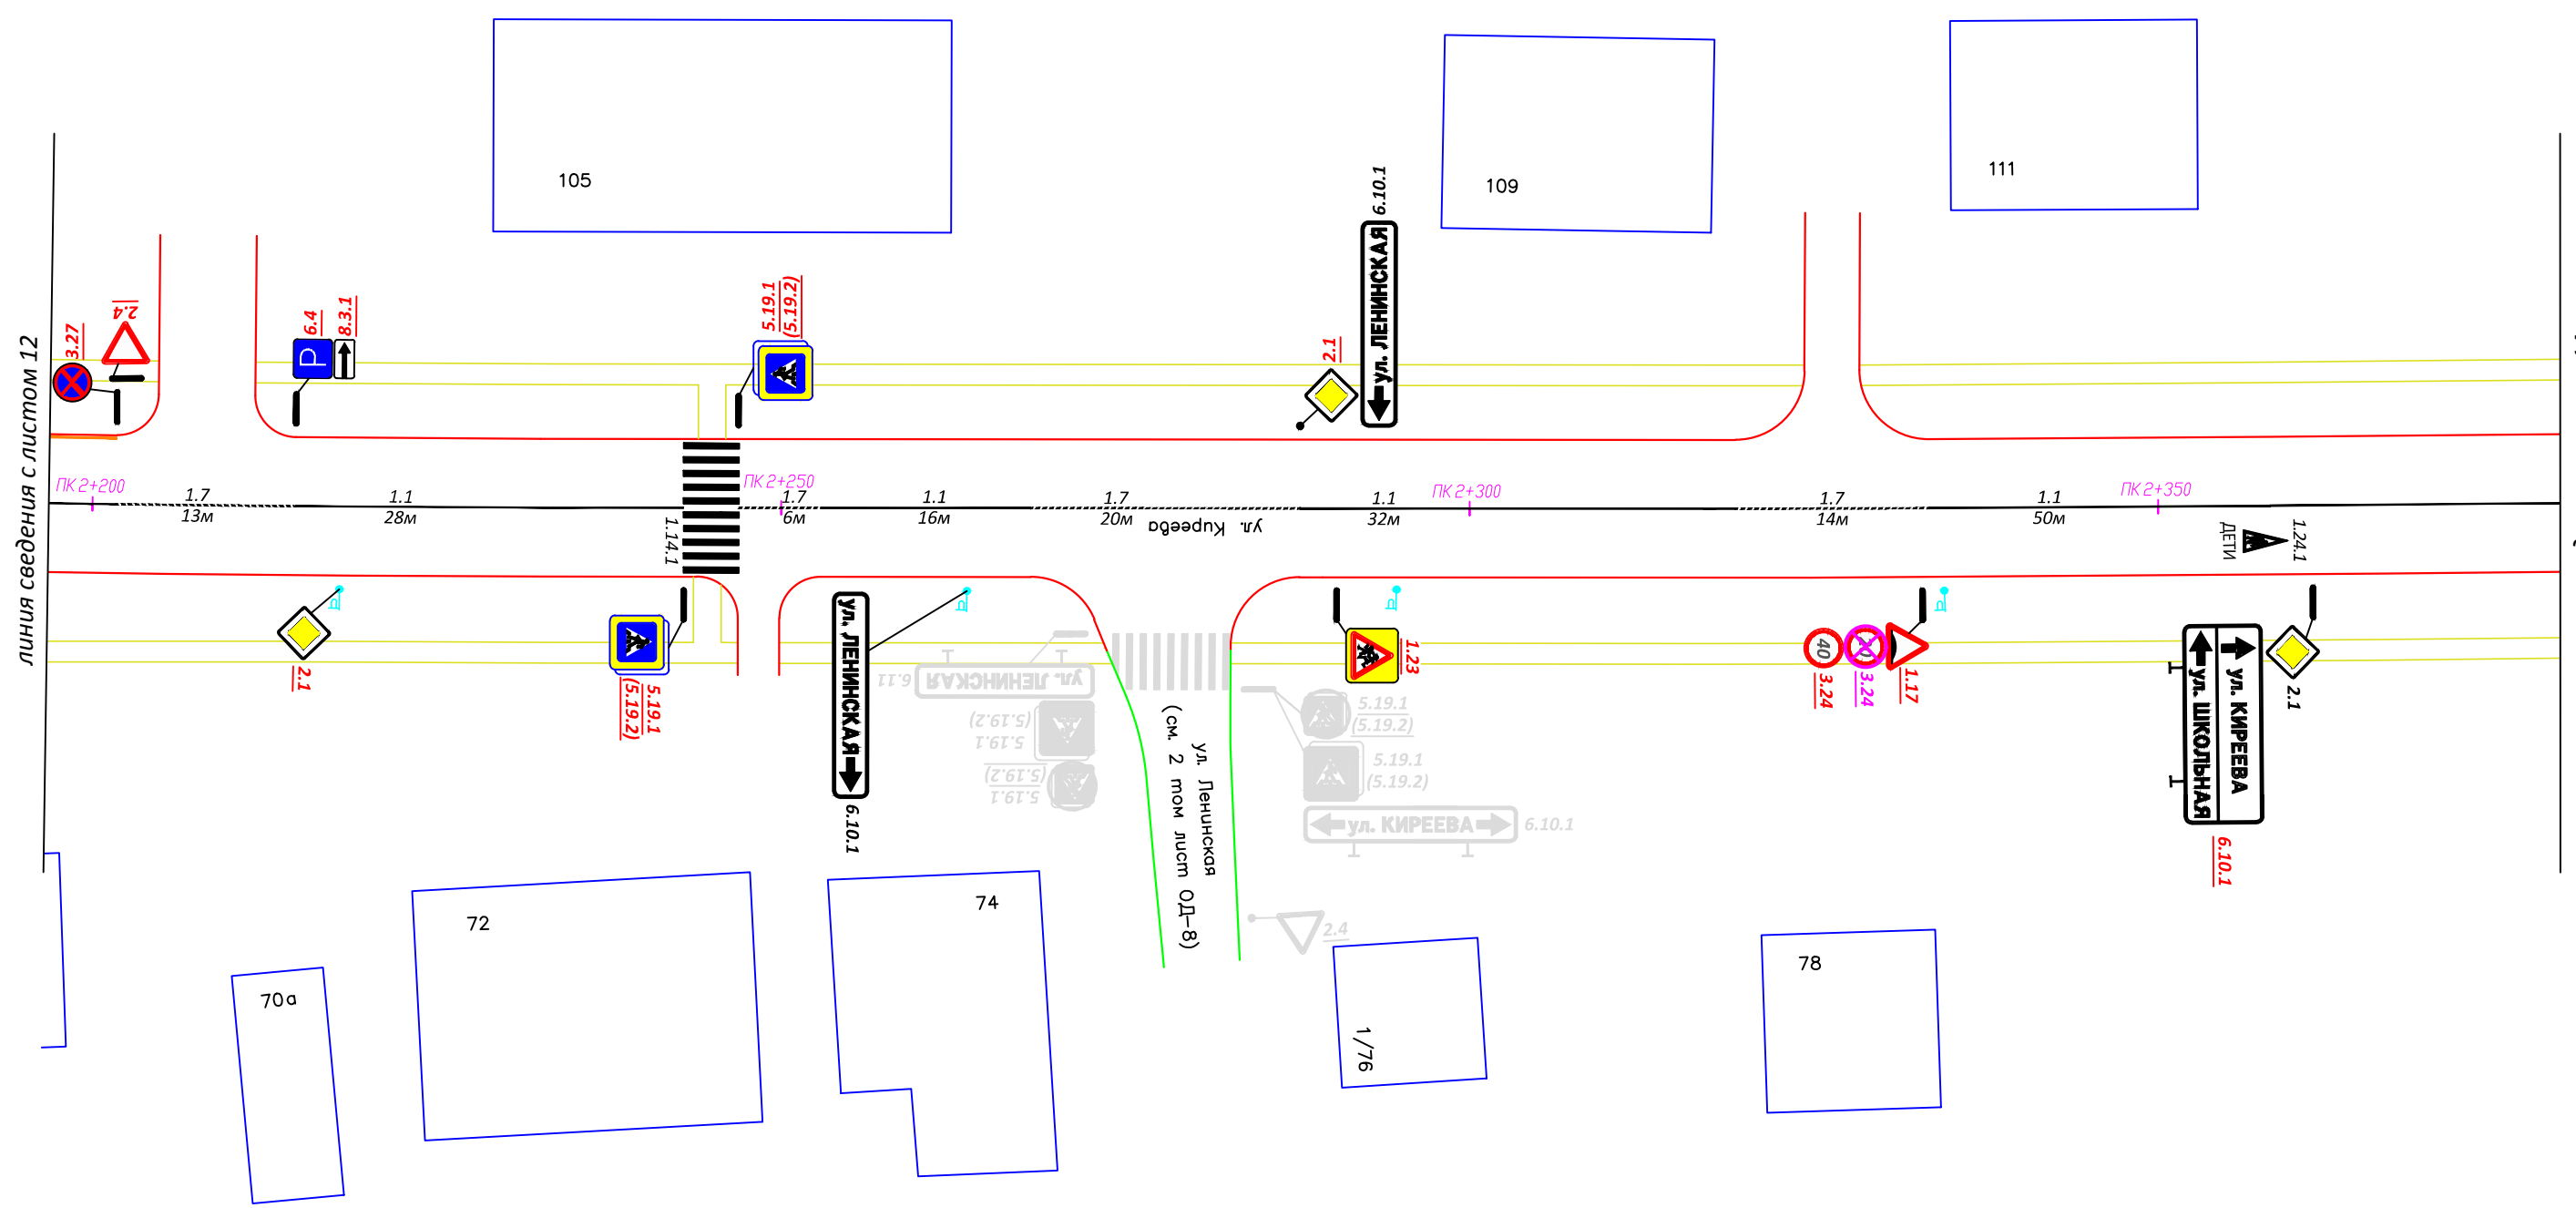 линия сведения с листом 12
105
109
111
3.27
2.4
6.4
8.3.1
P
5.19.1
(5.19.2)
2.1
ул. ЛЕНИНСКАЯ
6.10.1
ПК 2+200
ПК 2+250
ПК 2+300
ПК 2+350
1.7
13м
1.1
28м
1.14.1
1.7
6м
1.1
16м
1.7
20м
ул. Киреева
1.1
32м
1.7
14м
1.1
50м
ДЕТИ
1.24.1
2.1
5.19.1
(5.19.2)
ул. ЛЕНИНСКАЯ
6.10.1
ул. ЛЕНИНСКАЯ
6.11
5.19.1
(5.19.2)
5.19.1
(5.19.2)
ул. Ленинская
(см. 2 том лист ОД-8)
5.19.1
(5.19.2)
5.19.1
(5.19.2)
ул. КИРЕЕВА
6.10.1
2.4
1.23
40
3.24
3.24
1.17
ул. КИРЕЕВА
ул. ШКОЛЬНАЯ
6.10.1
2.1
70а
72
74
1/76
78